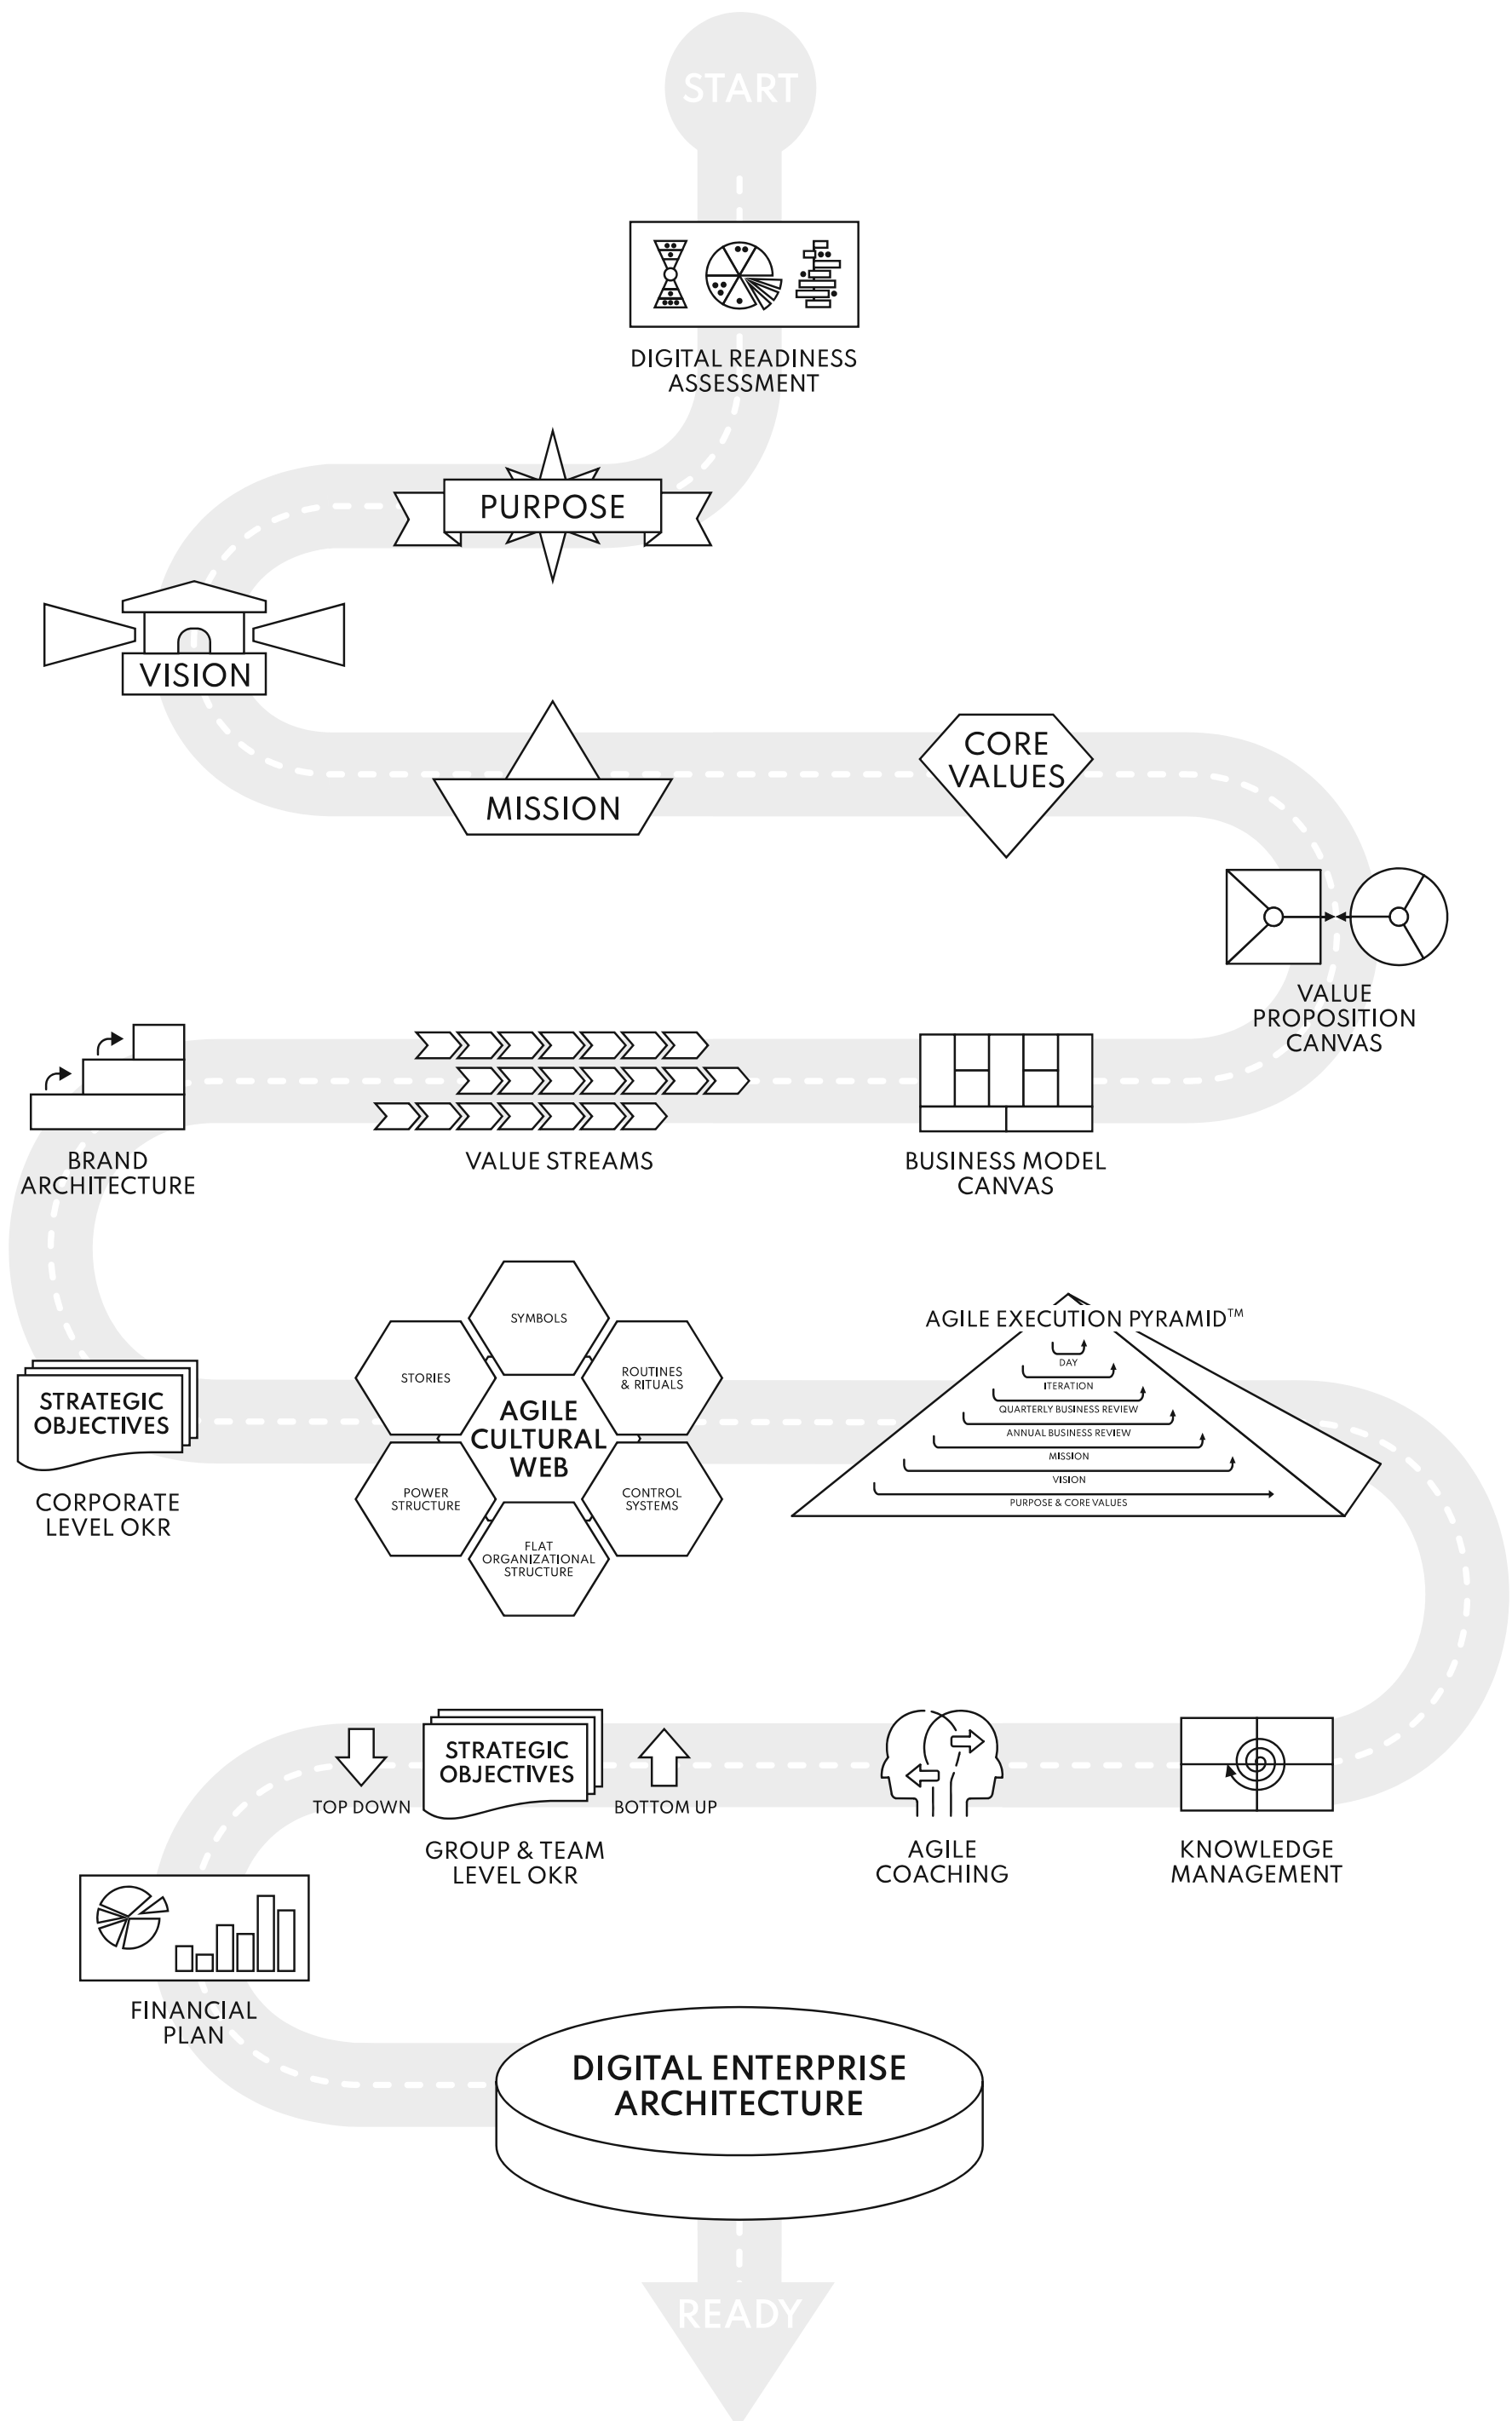 START
DIGITAL READINESS
ASSESSMENT
PURPOSE
VISION
MISSION
CORE
VALUES
VALUE
PROPOSITION
CANVAS
BUSINESS MODEL
CANVAS
VALUE STREAMS
BRAND
ARCHITECTURE
STRATEGIC
OBJECTIVES
CORPORATE
LEVEL OKR
SYMBOLS
STORIES
ROUTINES
& RITUALS
AGILE
CULTURAL
WEB
POWER
STRUCTURE
CONTROL
SYSTEMS
FLAT
ORGANIZATIONAL
STRUCTURE
AGILE EXECUTION PYRAMID™
DAY
ITERATION
QUARTERLY BUSINESS REVIEW
ANNUAL BUSINESS REVIEW
MISSION
VISION
PURPOSE & CORE VALUES
KNOWLEDGE
MANAGEMENT
AGILE
COACHING
BOTTOM UP
STRATEGIC
OBJECTIVES
GROUP & TEAM
LEVEL OKR
TOP DOWN
FINANCIAL
PLAN
DIGITAL ENTERPRISE
ARCHITECTURE
READY